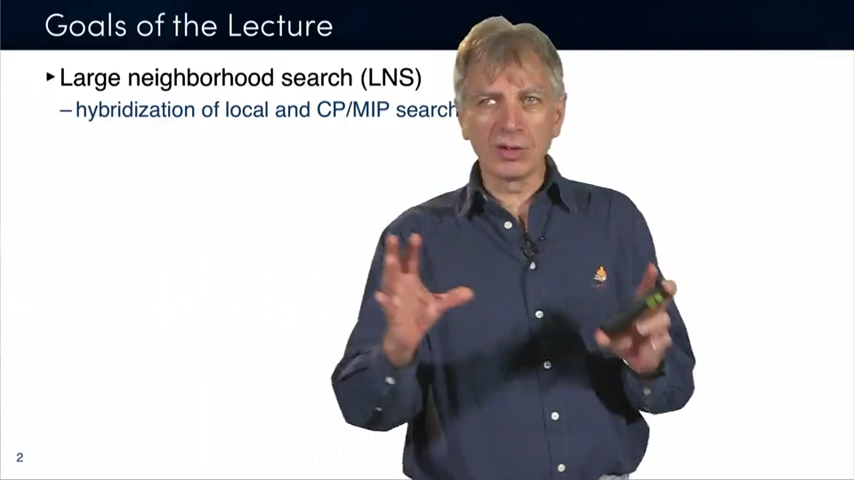 Goals of the Lecture
▸Large neighborhood search (LNS)
–hybridization of local and CP/MIP search
2